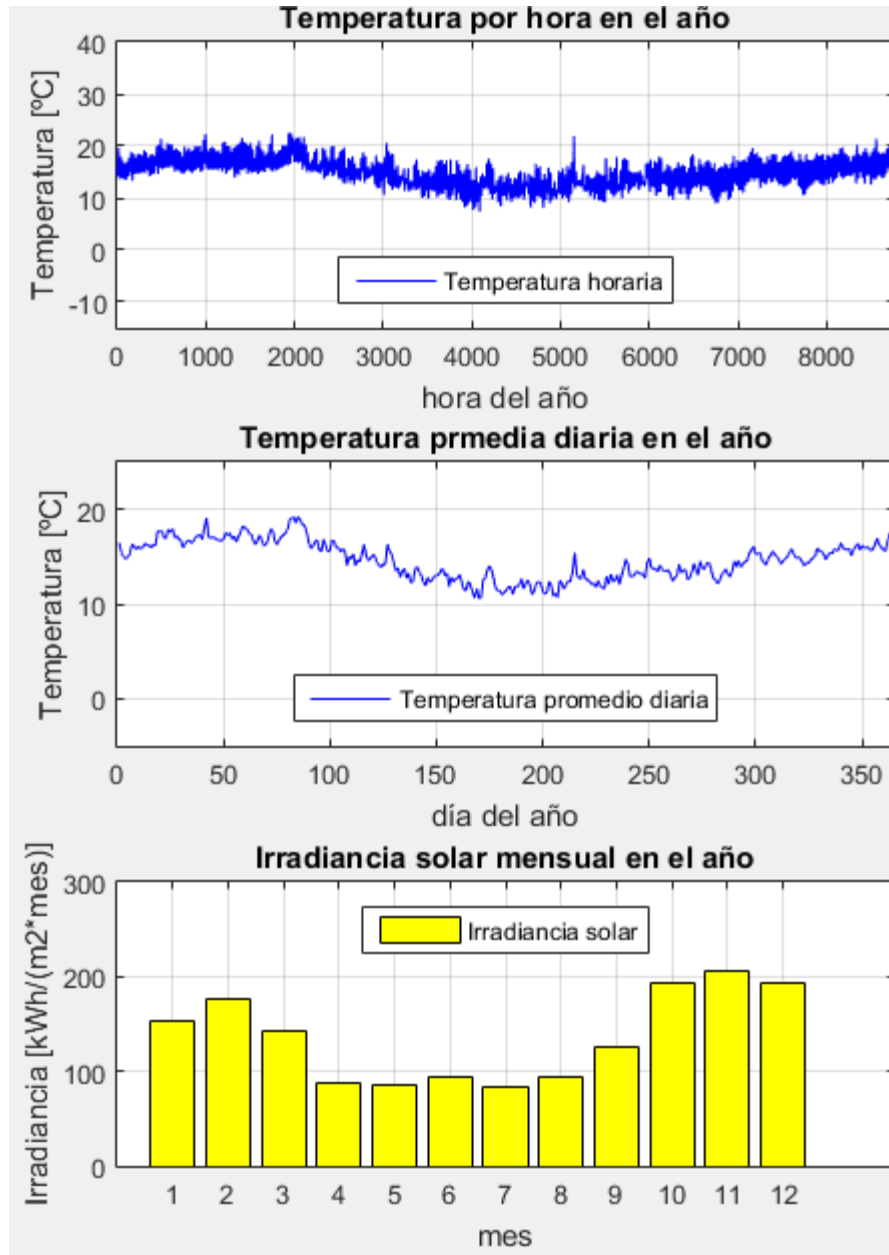 Temperatura por hora en el año
Temperatura [ºC]
40
30
20
10
0
-10
Temperatura horaria
0 1000 2000 3000 4000 5000 6000 7000 8000
hora del año
Temperatura prmedia diaria en el año
Temperatura [ºC]
20
10
0
Temperatura promedio diaria
0 50 100 150 200 250 300 350
día del año
Irradiancia solar mensual en el año
Irradiancia [kWh/(m2*mes)]
300
200
100
0
Irradiancia solar
1 2 3 4 5 6 7 8 9 10 11 12
mes